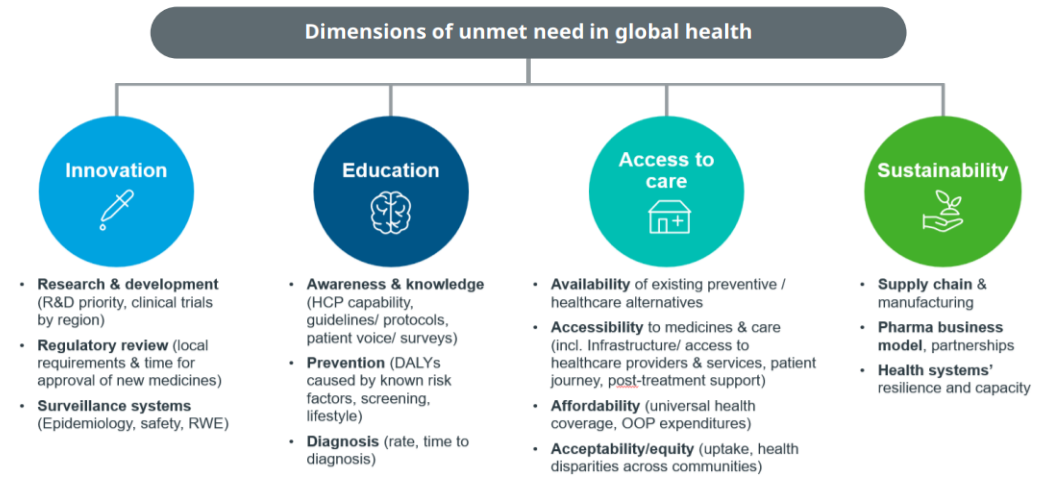 Dimensions of unmet need in global health
Innovation
• Research & development
(R&D priority, clinical trials
by region)
• Regulatory review (local
requirements & time for
approval of new medicines)
• Surveillance systems
(Epidemiology, safety, RWE)
Education
• Awareness & knowledge
(HCP capability,
guidelines/ protocols,
patient voice/ surveys)
• Prevention (DALYs
caused by known risk
factors, screening,
lifestyle)
• Diagnosis (rate, time to
diagnosis)
Access to
care
• Availability of existing preventive /
healthcare alternatives
• Accessibility to medicines & care
(incl. Infrastructure/ access to
healthcare providers & services, patient
journey, post-treatment support)
• Affordability (universal health
coverage, OOP expenditures)
• Acceptability/equity (uptake, health
disparities across communities)
Sustainability
• Supply chain &
manufacturing
• Pharma business
model, partnerships
• Health systems’
resilience and capacity